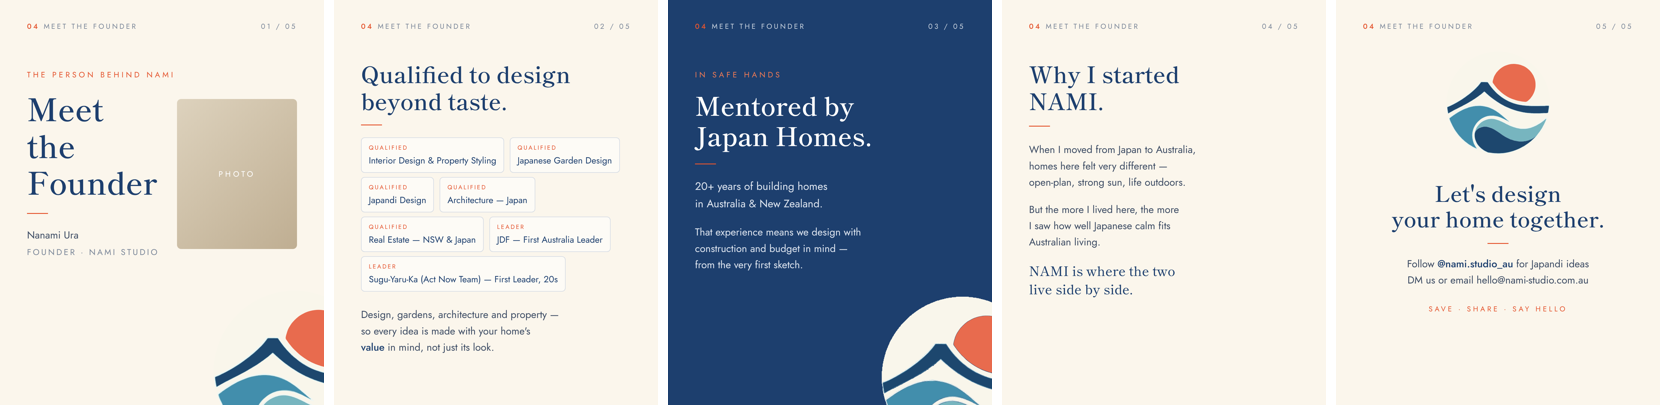 04 MEET THE FOUNDER
01 / 05
THE PERSON BEHIND NAMI
Meet
the
Founder
PHOTO
Nanami Ura
FOUNDER · NAMI STUDIO
04 MEET THE FOUNDER
02 / 05
Qualified to design
beyond taste.
QUALIFIED
Interior Design & Property Styling
QUALIFIED
Japanese Garden Design
QUALIFIED
Japandi Design
QUALIFIED
Architecture — Japan
QUALIFIED
Real Estate — NSW & Japan
LEADER
JDF — First Australia Leader
LEADER
Sugu-Yaru-Ka (Act Now Team) — First Leader, 20s
Design, gardens, architecture and property —
so every idea is made with your home's
value in mind, not just its look.
04 MEET THE FOUNDER
03 / 05
IN SAFE HANDS
Mentored by
Japan Homes.
20+ years of building homes
in Australia & New Zealand.
That experience means we design with
construction and budget in mind —
from the very first sketch.
04 MEET THE FOUNDER
04 / 05
Why I started
NAMI.
When I moved from Japan to Australia,
homes here felt very different —
open-plan, strong sun, life outdoors.
But the more I lived here, the more
I saw how well Japanese calm fits
Australian living.
NAMI is where the two
live side by side.
04 MEET THE FOUNDER
05 / 05
Let's design
your home together.
Follow @nami.studio_au for Japandi ideas
DM us or email hello@nami-studio.com.au
SAVE · SHARE · SAY HELLO